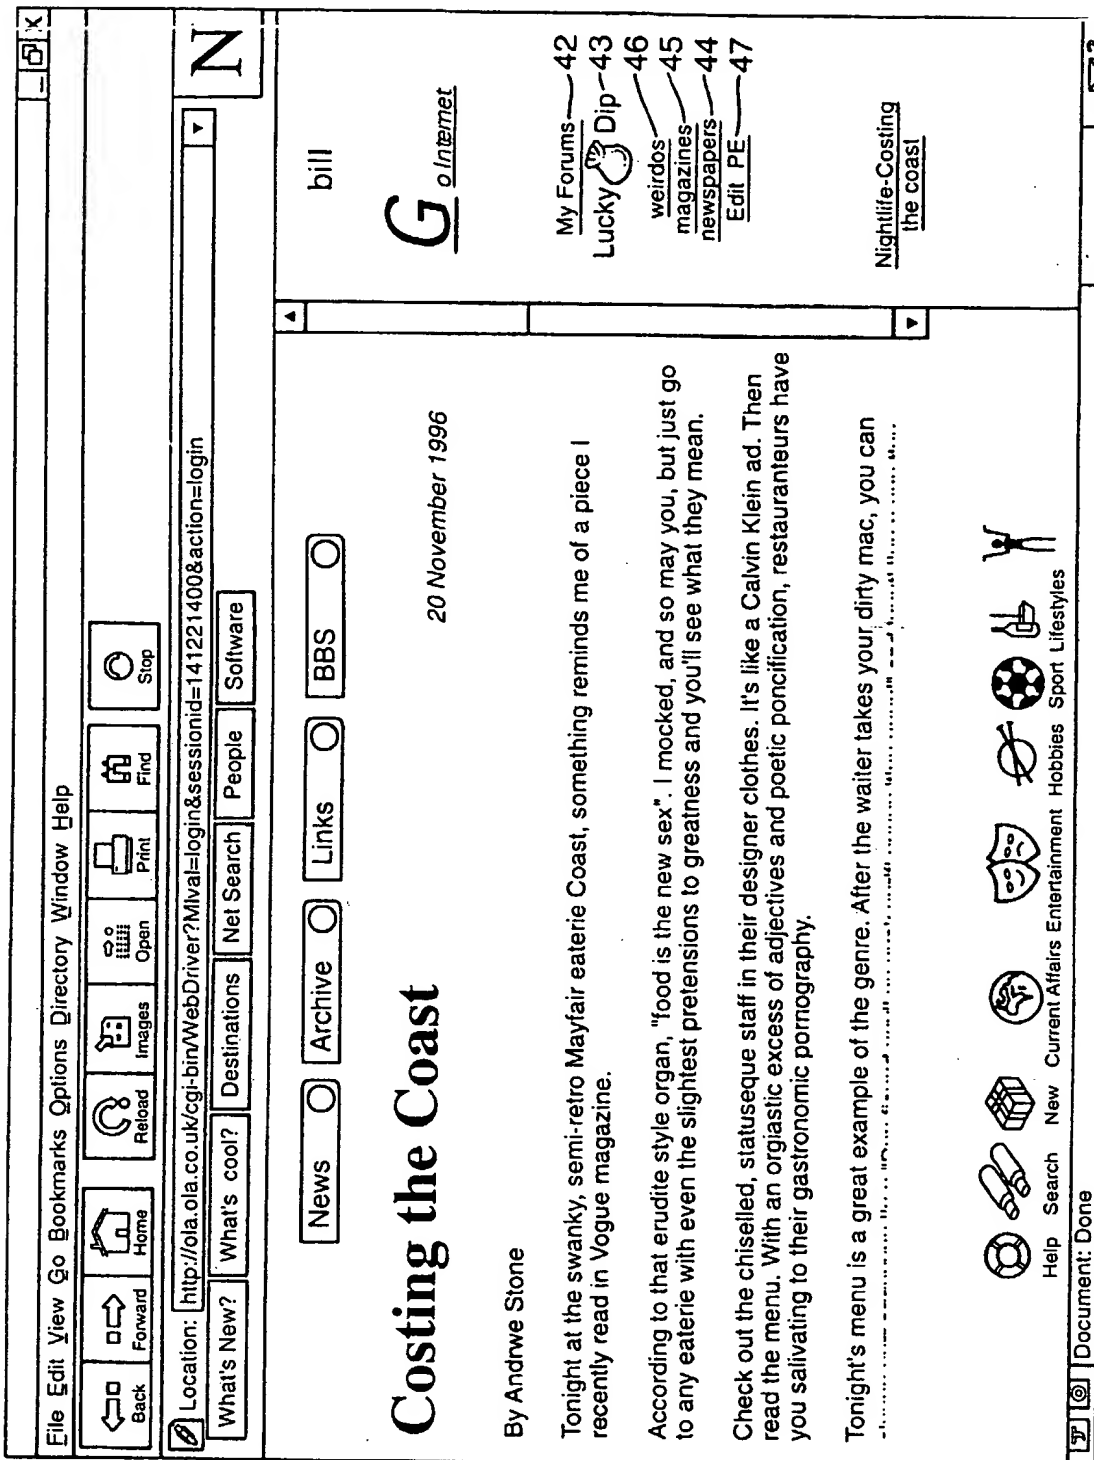 File Edit View Go Bookmarks Options Directory Window Help
Back Forward Home Reload Images Open Print Find Stop
Location: http://ola.ola.co.uk/cgi-bin/WebDriver?MIval=login&sessionid=141221400&action=login
N
What's New? What's cool? Destinations Net Search People Software
News Archive Links BBS
bill
Costing the Coast
20 November 1996
Go Internet
By Andrwe Stone
Tonight at the swanky, semi-retro Mayfair eaterie Coast, something reminds me of a piece I
recently read in Vogue magazine.
According to that erudite style organ, "food is the new sex". I mocked, and so may you, but just go
to any eaterie with even the slightest pretensions to greatness and you'll see what they mean.
Check out the chiselled, statuseque staff in their designer clothes. It's like a Calvin Klein ad. Then
read the menu. With an orgiastic excess of adjectives and poetic poncification, restauranteurs have
you salivating to their gastronomic pornography.
Tonight's menu is a great example of the genre. After the waiter takes your dirty mac, you can
My Forums 42
Lucky Dip 43
weirdos 46
magazines 45
newspapers 44
Edit PE 47
Nightlife-Costing
the coast
Help Search New Current Affairs Entertainment Hobbies Sport Lifestyles
Document: Done